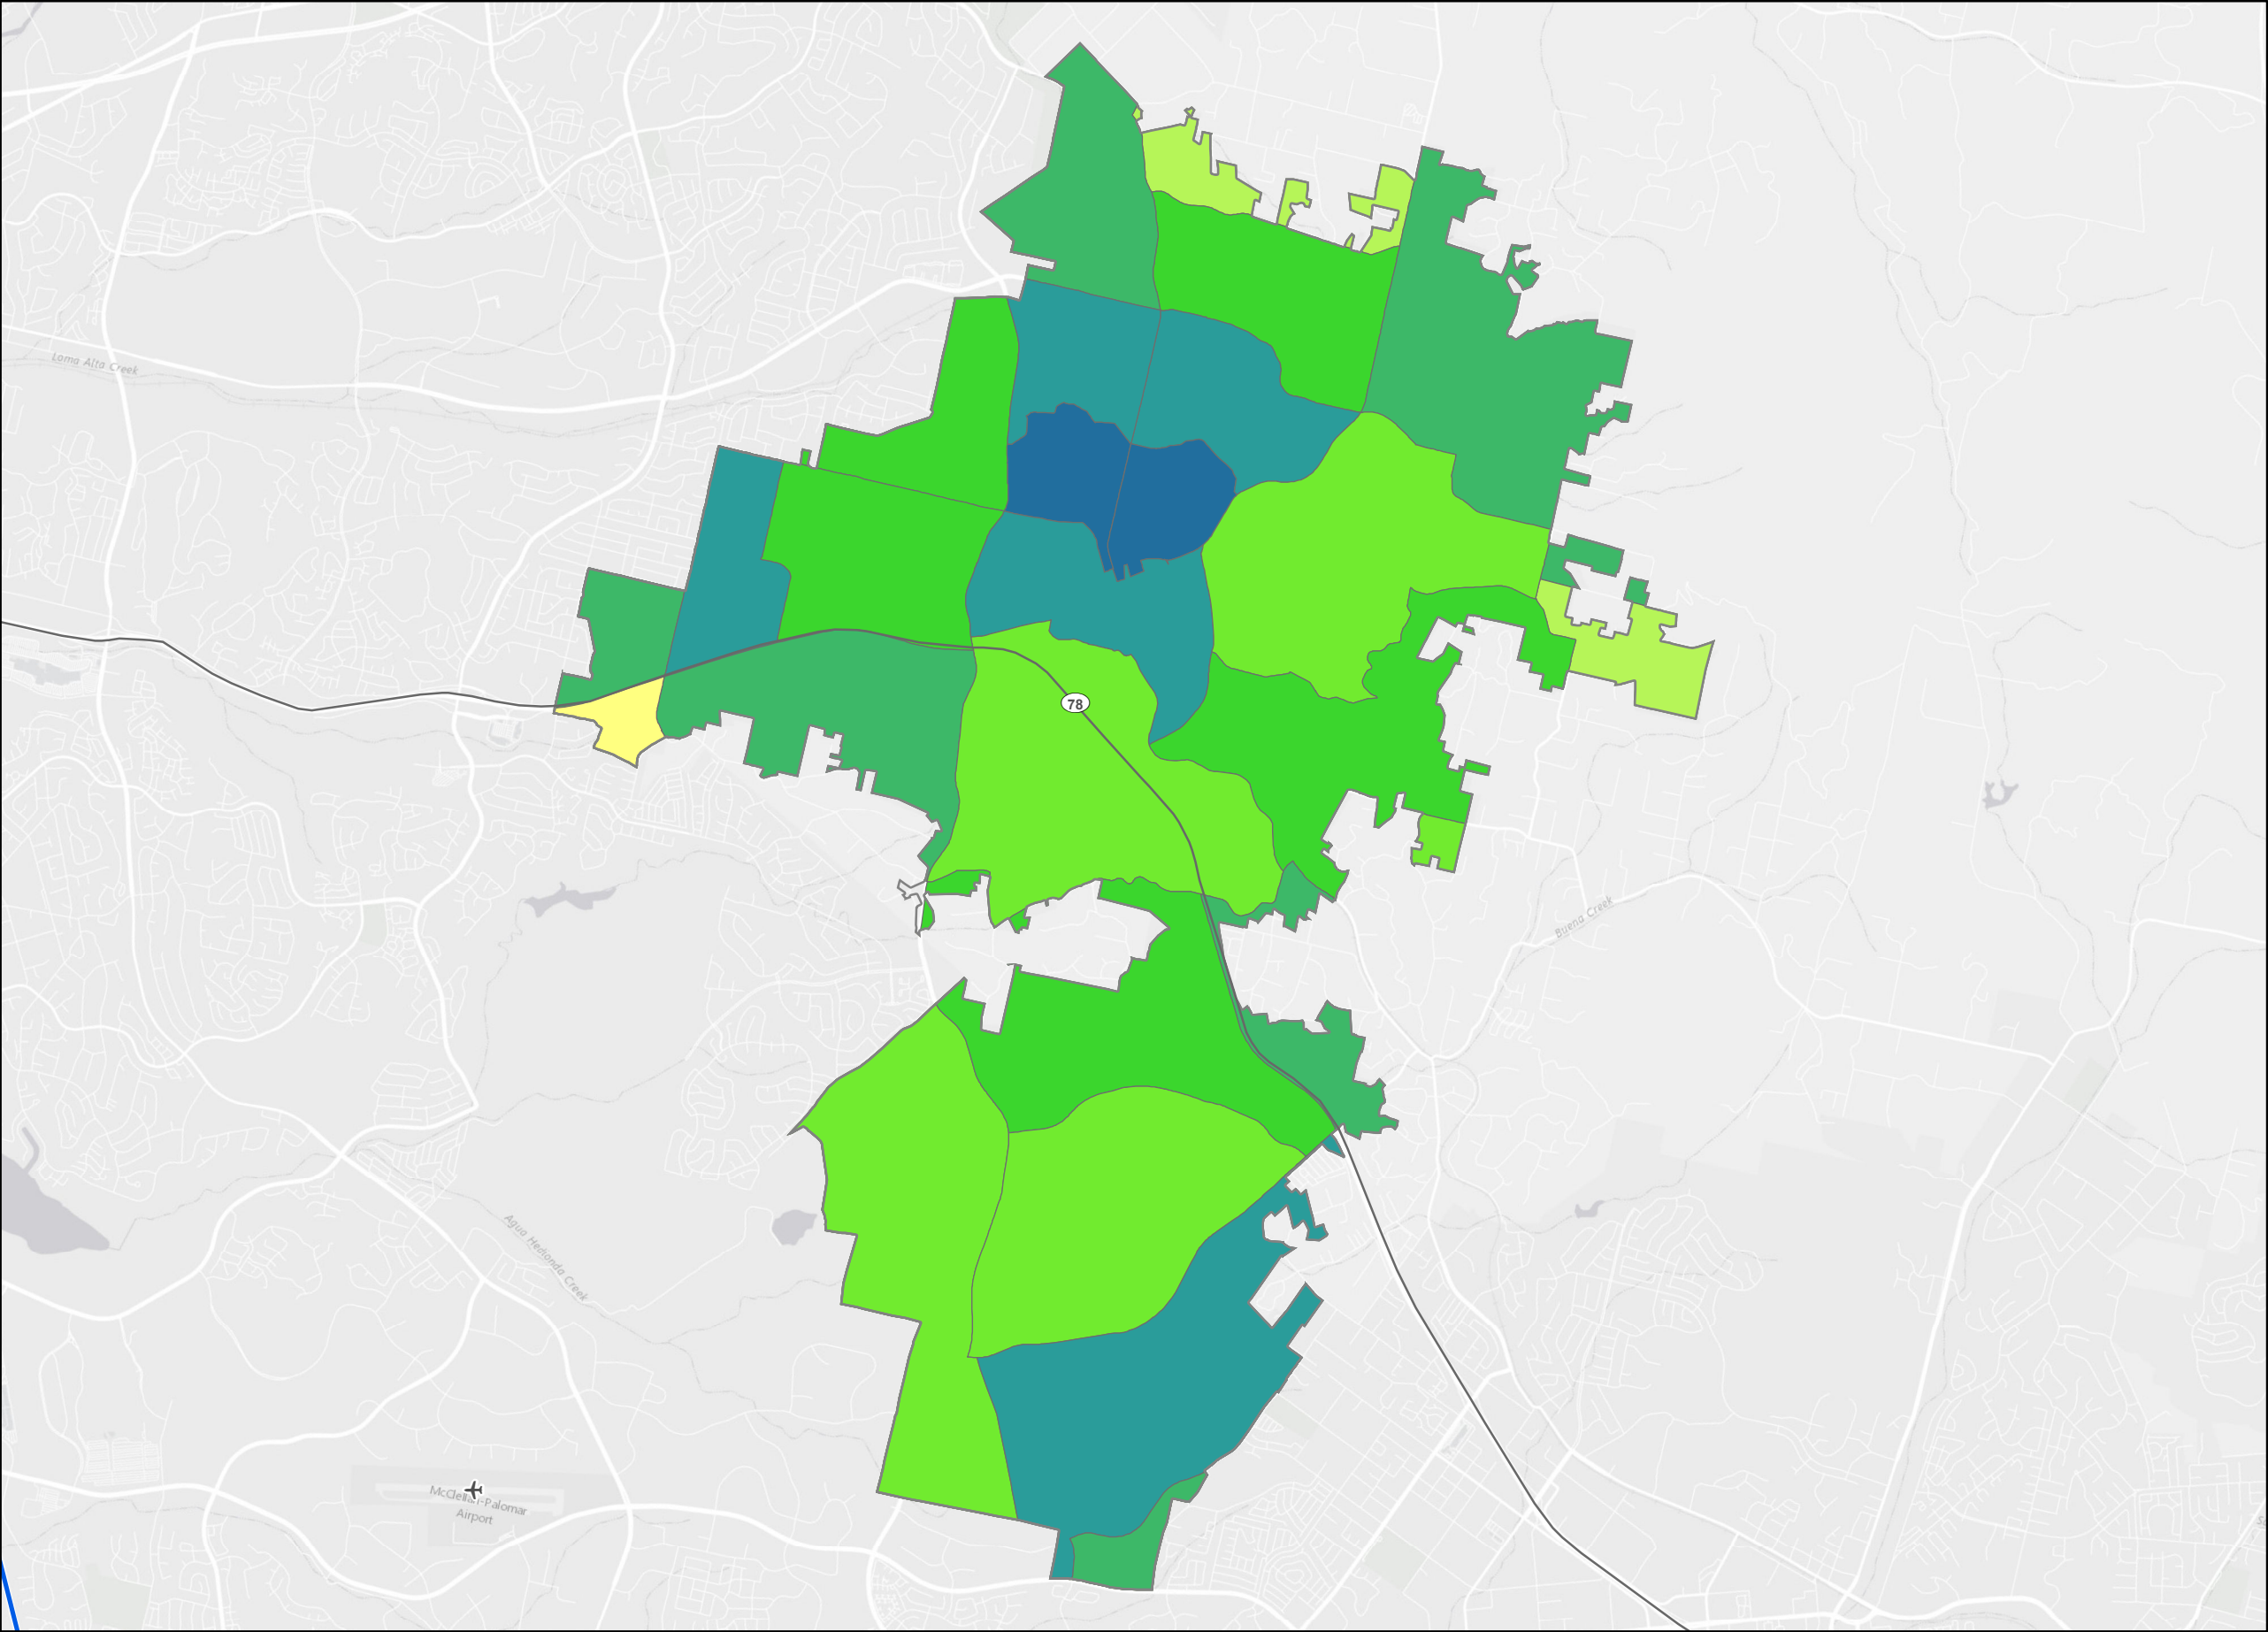 Loma Alta Creek
78
Buena Creek
Agua Hedionda Creek
McClellan-Palomar
Airport